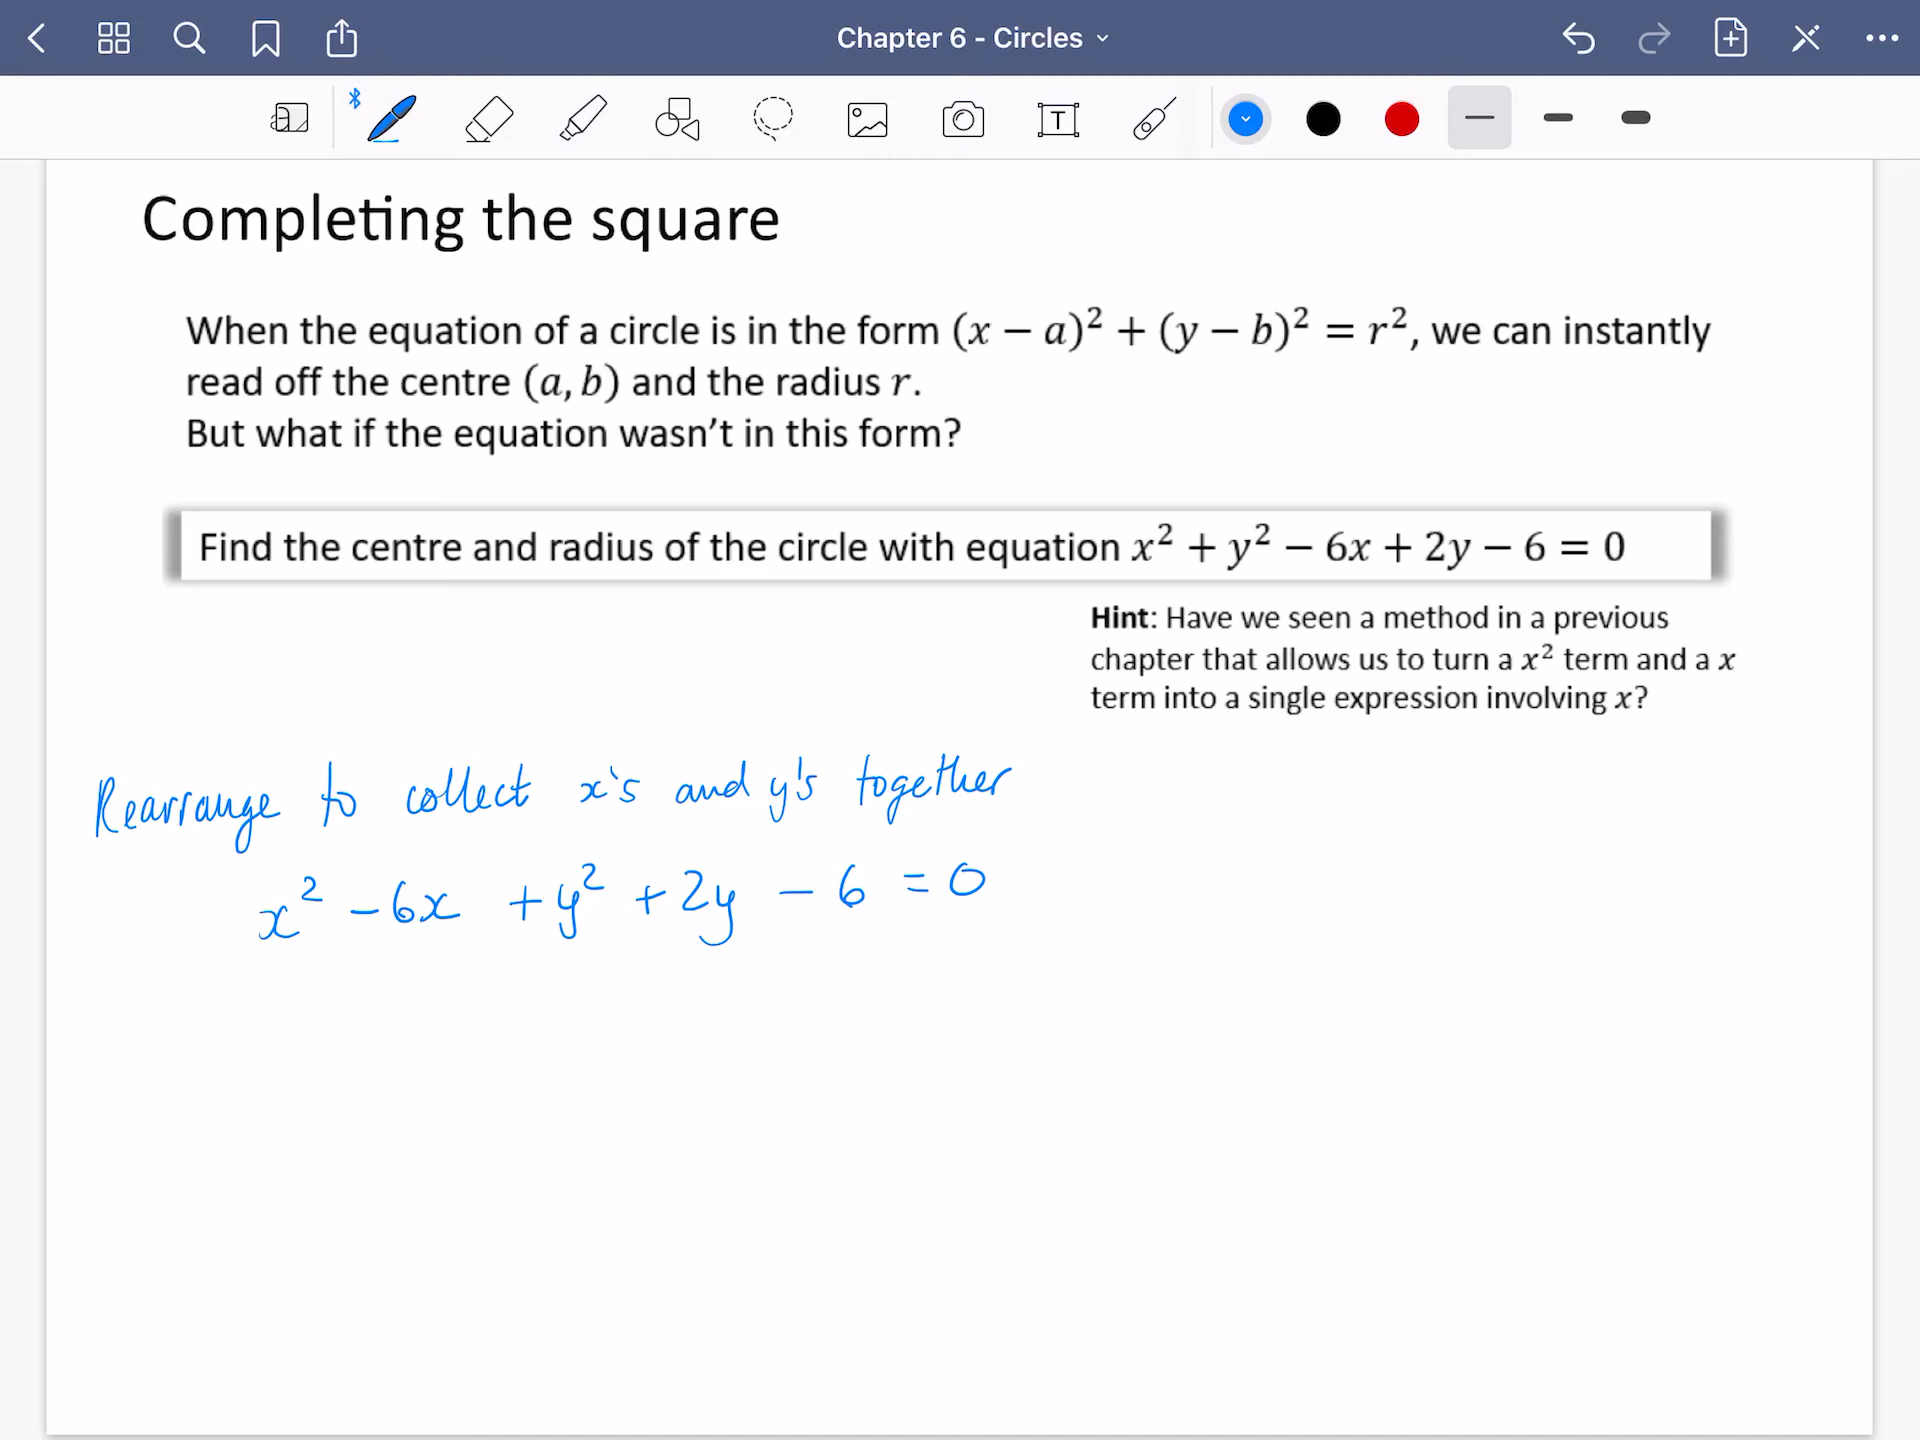 Chapter 6 - Circles
T
Completing the square
When the equation of a circle is in the form (x − a)² + (y − b)² = r², we can instantly
read off the centre (a, b) and the radius r.
But what if the equation wasn’t in this form?
Find the centre and radius of the circle with equation x² + y² − 6x + 2y − 6 = 0
Hint: Have we seen a method in a previous
chapter that allows us to turn a x² term and a x
term into a single expression involving x?
Rearrange to collect x's and y's together
x² − 6x + y² + 2y − 6 = 0